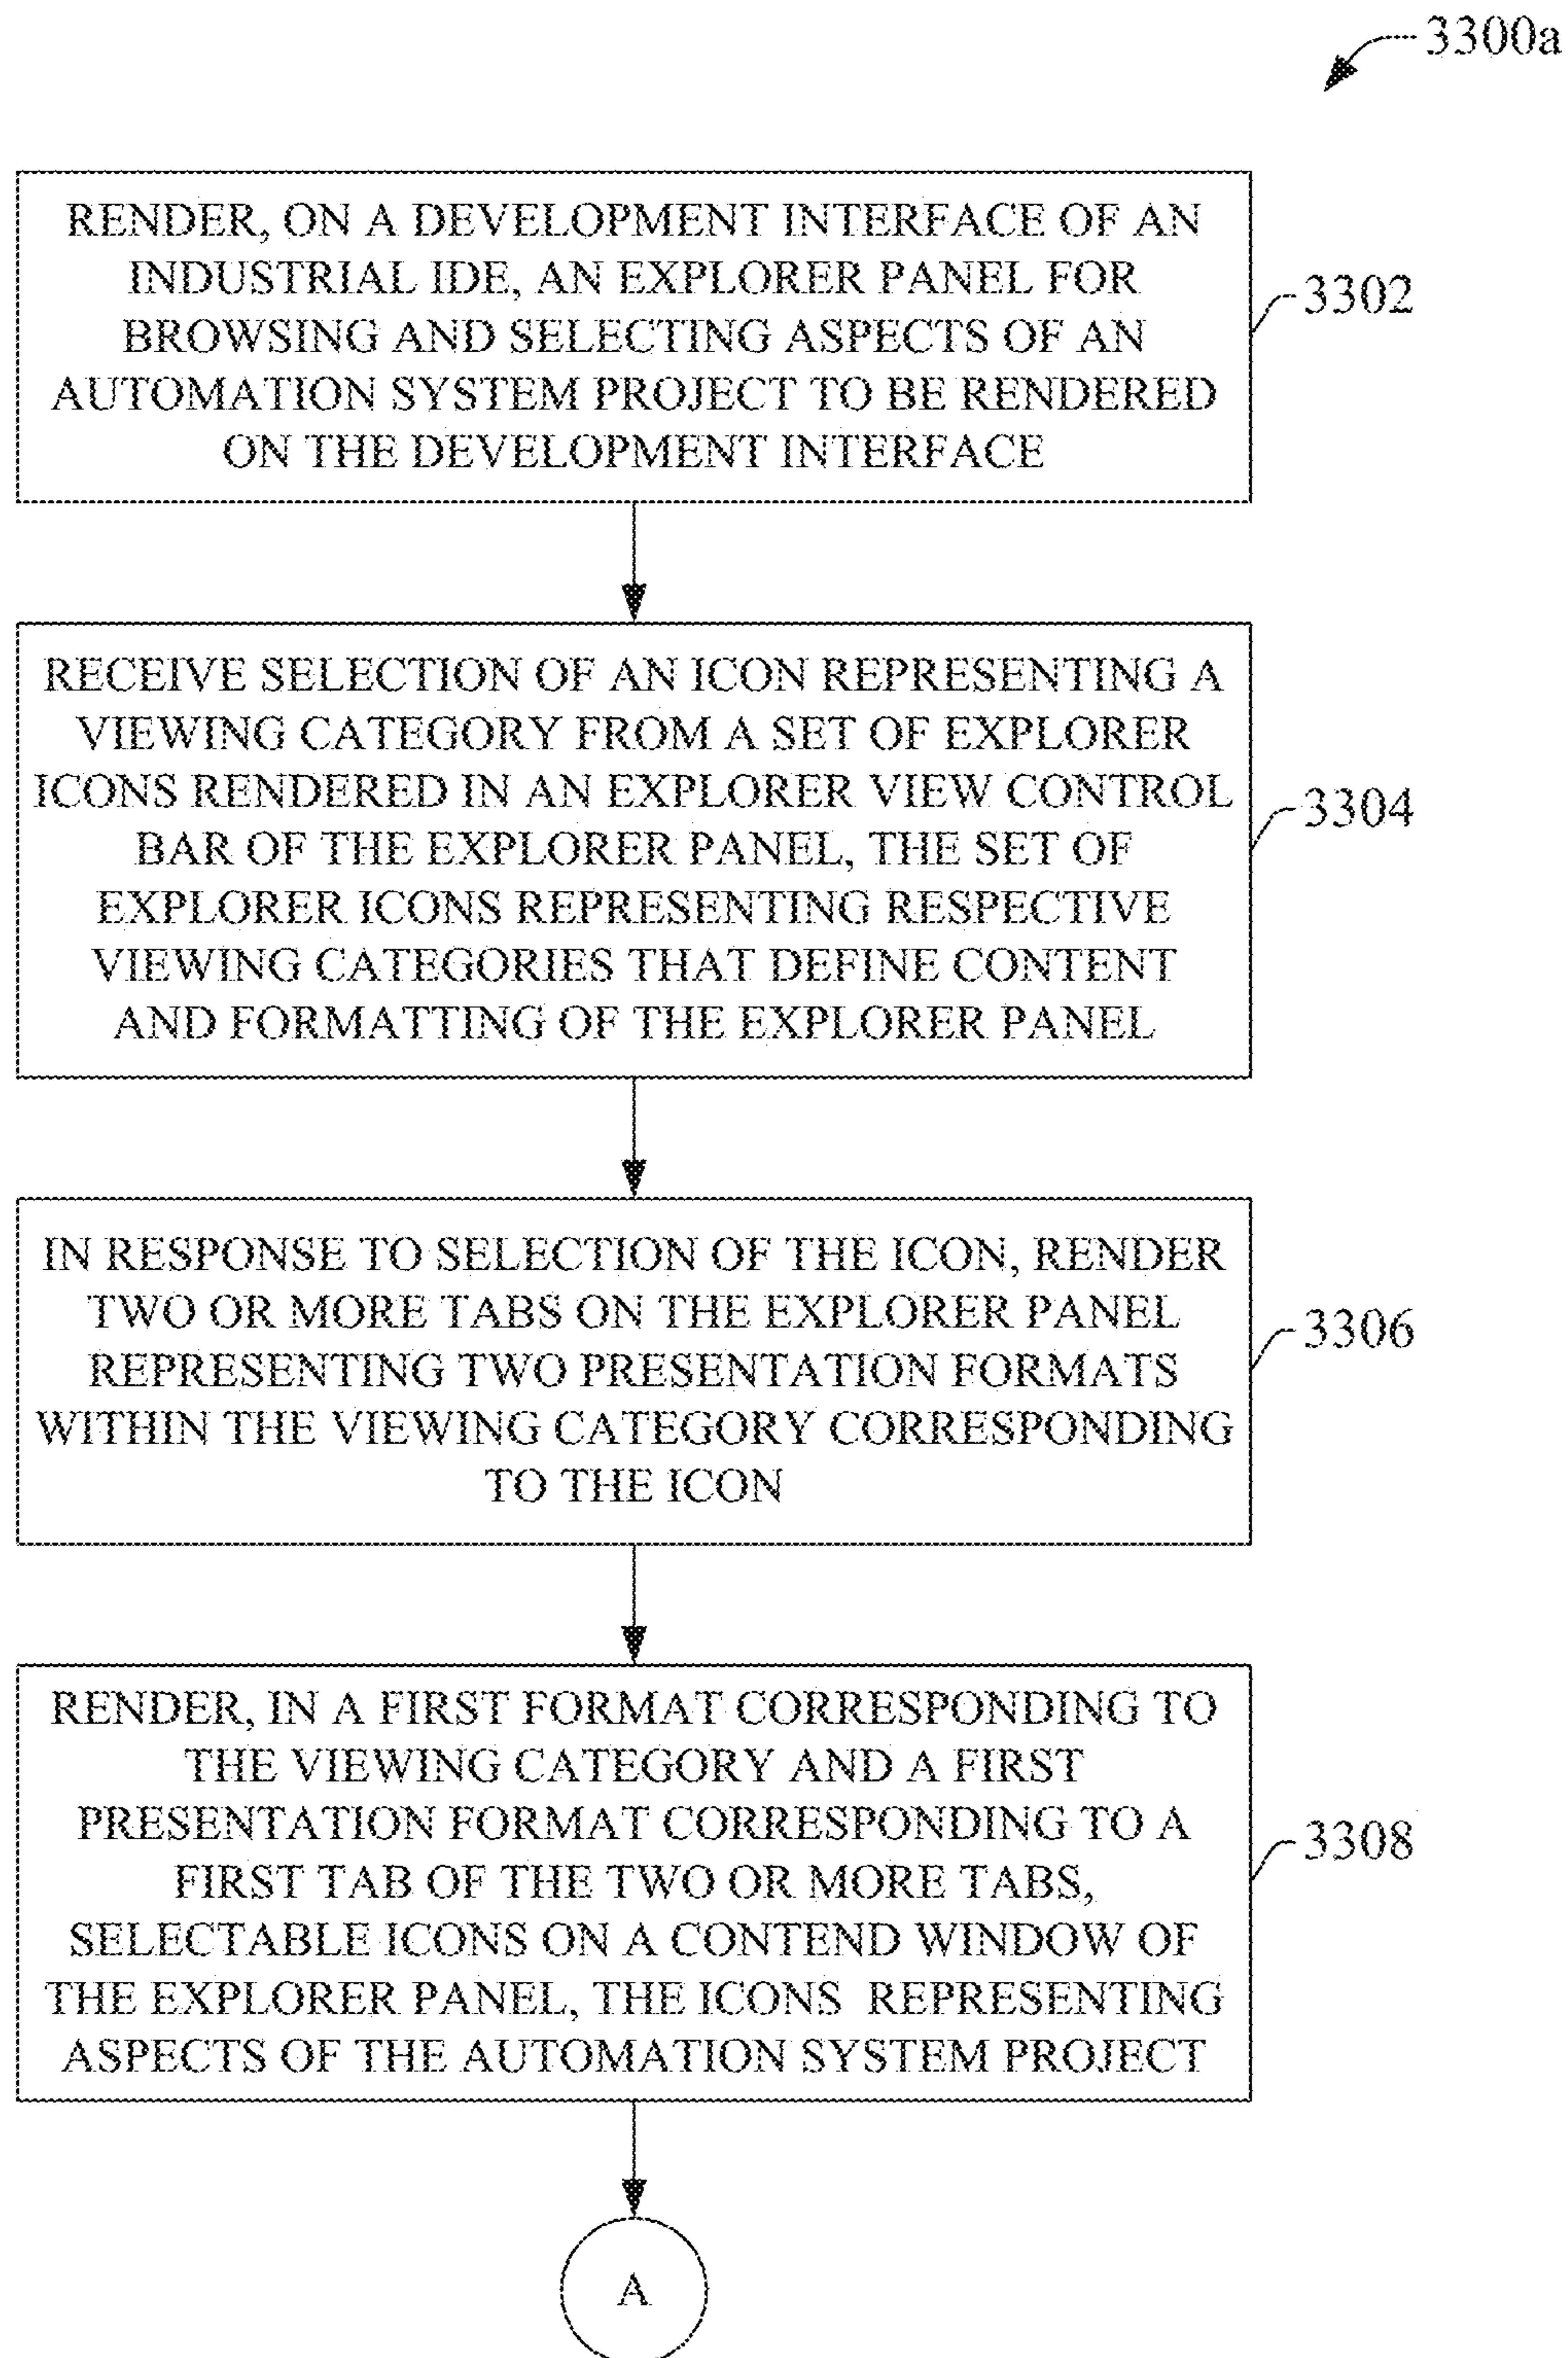 3300a
RENDER, ON A DEVELOPMENT INTERFACE OF AN
INDUSTRIAL IDE, AN EXPLORER PANEL FOR
BROWSING AND SELECTING ASPECTS OF AN
AUTOMATION SYSTEM PROJECT TO BE RENDERED
ON THE DEVELOPMENT INTERFACE
3302
RECEIVE SELECTION OF AN ICON REPRESENTING A
VIEWING CATEGORY FROM A SET OF EXPLORER
ICONS RENDERED IN AN EXPLORER VIEW CONTROL
BAR OF THE EXPLORER PANEL, THE SET OF
EXPLORER ICONS REPRESENTING RESPECTIVE
VIEWING CATEGORIES THAT DEFINE CONTENT
AND FORMATTING OF THE EXPLORER PANEL
3304
IN RESPONSE TO SELECTION OF THE ICON, RENDER
TWO OR MORE TABS ON THE EXPLORER PANEL
REPRESENTING TWO PRESENTATION FORMATS
WITHIN THE VIEWING CATEGORY CORRESPONDING
TO THE ICON
3306
RENDER, IN A FIRST FORMAT CORRESPONDING TO
THE VIEWING CATEGORY AND A FIRST
PRESENTATION FORMAT CORRESPONDING TO A
FIRST TAB OF THE TWO OR MORE TABS,
SELECTABLE ICONS ON A CONTEND WINDOW OF
THE EXPLORER PANEL, THE ICONS REPRESENTING
ASPECTS OF THE AUTOMATION SYSTEM PROJECT
3308
A